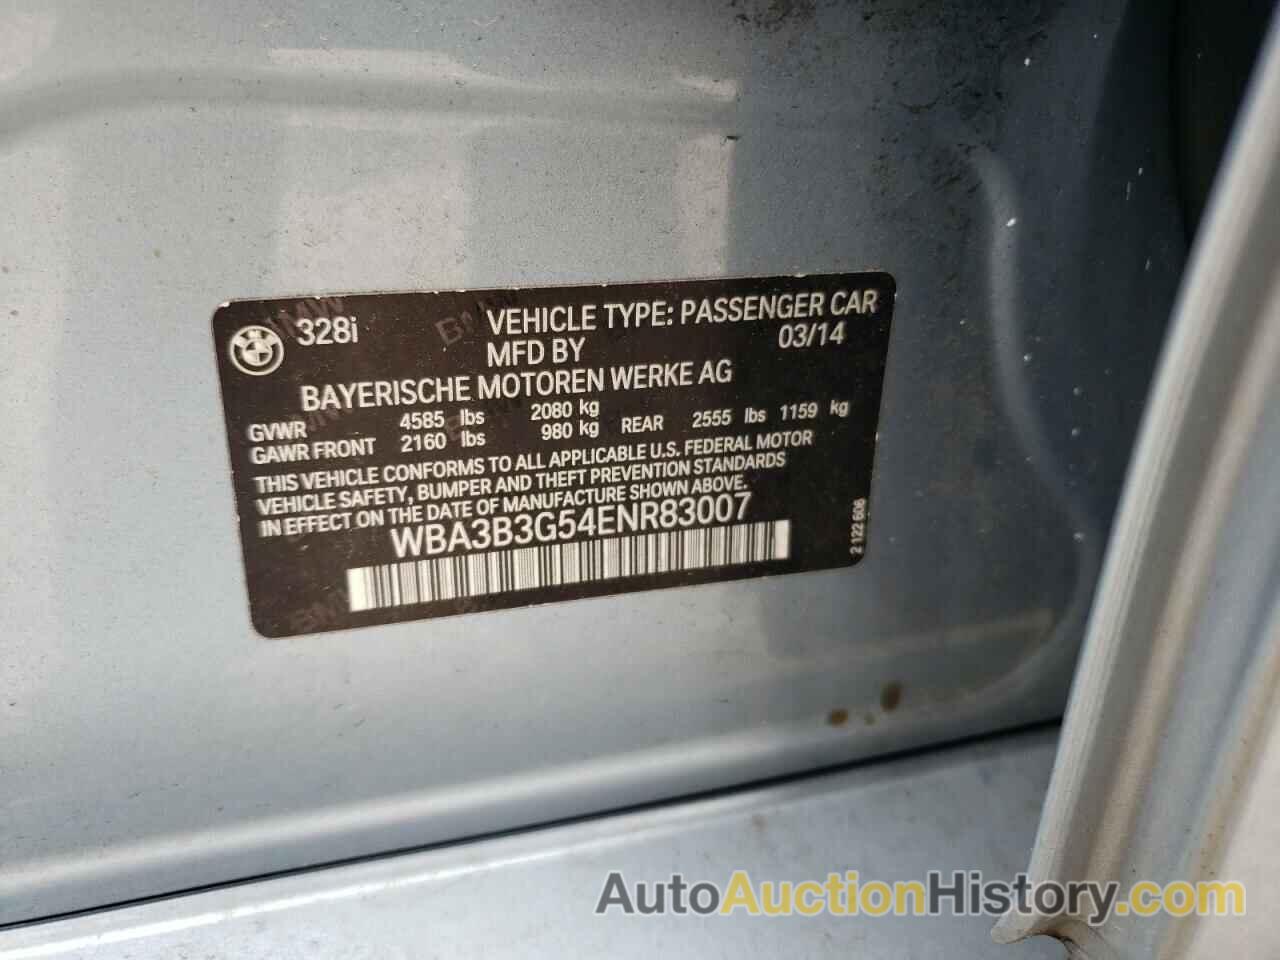 328i
VEHICLE TYPE: PASSENGER CAR
MFD BY 03/14
BAYERISCHE MOTOREN WERKE AG
GVWR 4585 lbs 2080 kg
GAWR FRONT 2160 lbs 980 kg REAR 2555 lbs 1159 kg
THIS VEHICLE CONFORMS TO ALL APPLICABLE U.S. FEDERAL MOTOR
VEHICLE SAFETY, BUMPER AND THEFT PREVENTION STANDARDS
IN EFFECT ON THE DATE OF MANUFACTURE SHOWN ABOVE.
WBA3B3G54ENR83007
2 122 606
AutoAuctionHistory.com